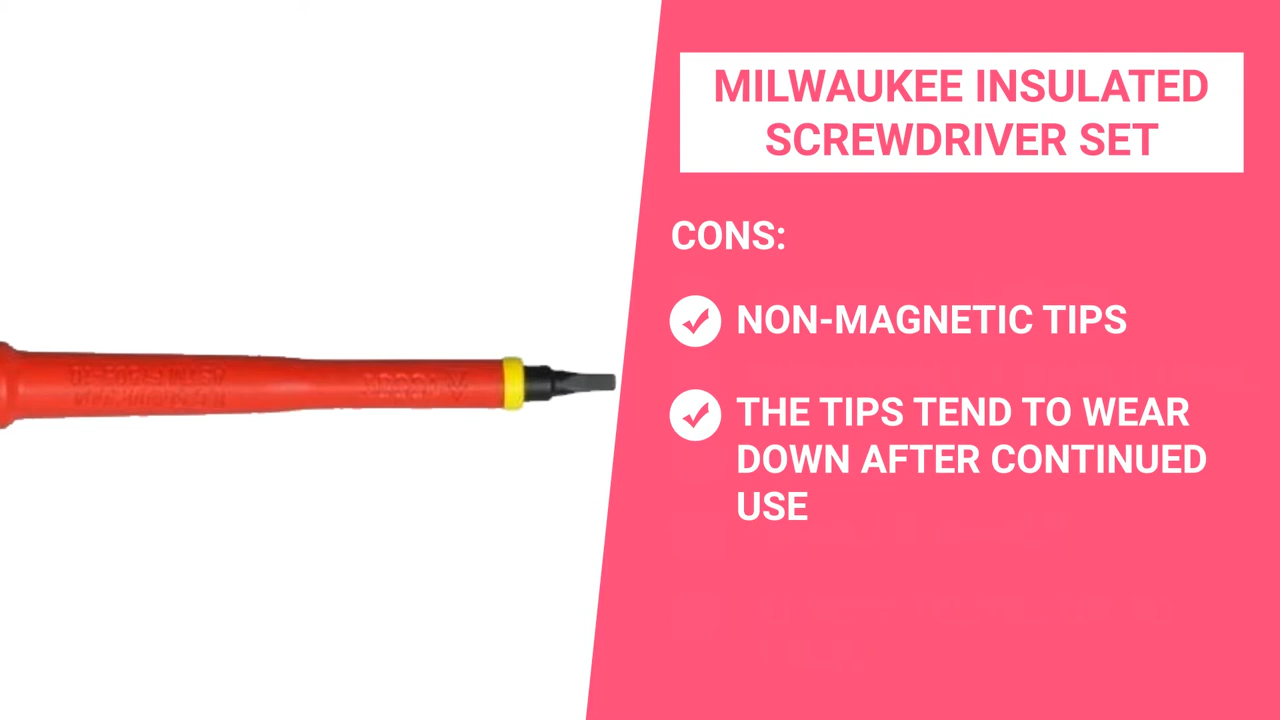 MILWAUKEE INSULATED
SCREWDRIVER SET
CONS:
NON-MAGNETIC TIPS
THE TIPS TEND TO WEAR
DOWN AFTER CONTINUED
USE